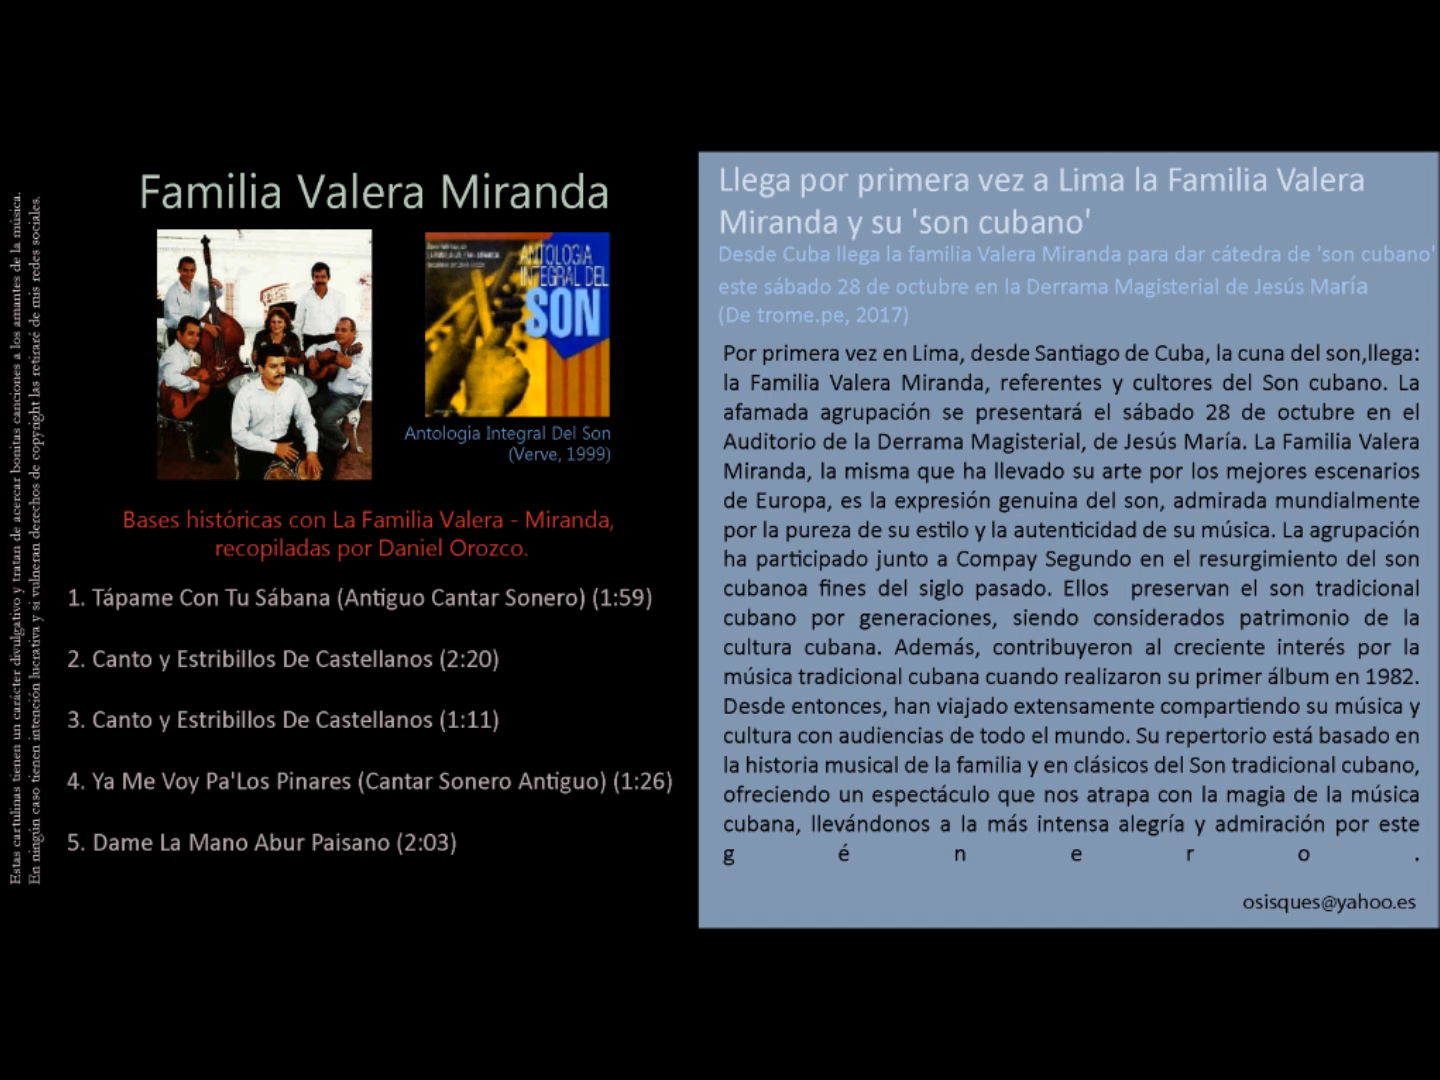 Estas cartulinas tienen un carácter divulgativo y tratan de acercar bonitas canciones a los amantes de la música.
En ningún caso tienen intención lucrativa y si vulneran derechos de copyright las retiraré de mis redes sociales.
Familia Valera Miranda
ANTOLOGIA
INTEGRAL DEL
SON
Antologia Integral Del Son
(Verve, 1999)
Bases históricas con La Familia Valera - Miranda,
recopiladas por Daniel Orozco.
1. Tápame Con Tu Sábana (Antiguo Cantar Sonero) (1:59)
2. Canto y Estribillos De Castellanos (2:20)
3. Canto y Estribillos De Castellanos (1:11)
4. Ya Me Voy Pa'Los Pinares (Cantar Sonero Antiguo) (1:26)
5. Dame La Mano Abur Paisano (2:03)
Llega por primera vez a Lima la Familia Valera
Miranda y su 'son cubano'
Desde Cuba llega la familia Valera Miranda para dar cátedra de 'son cubano'
este sábado 28 de octubre en la Derrama Magisterial de Jesús María
(De trome.pe, 2017)
Por primera vez en Lima, desde Santiago de Cuba, la cuna del son,llega:
la Familia Valera Miranda, referentes y cultores del Son cubano. La
afamada agrupación se presentará el sábado 28 de octubre en el
Auditorio de la Derrama Magisterial, de Jesús María. La Familia Valera
Miranda, la misma que ha llevado su arte por los mejores escenarios
de Europa, es la expresión genuina del son, admirada mundialmente
por la pureza de su estilo y la autenticidad de su música. La agrupación
ha participado junto a Compay Segundo en el resurgimiento del son
cubanoa fines del siglo pasado. Ellos preservan el son tradicional
cubano por generaciones, siendo considerados patrimonio de la
cultura cubana. Además, contribuyeron al creciente interés por la
música tradicional cubana cuando realizaron su primer álbum en 1982.
Desde entonces, han viajado extensamente compartiendo su música y
cultura con audiencias de todo el mundo. Su repertorio está basado en
la historia musical de la familia y en clásicos del Son tradicional cubano,
ofreciendo un espectáculo que nos atrapa con la magia de la música
cubana, llevándonos a la más intensa alegría y admiración por este
g é n e r o .
osisques@yahoo.es